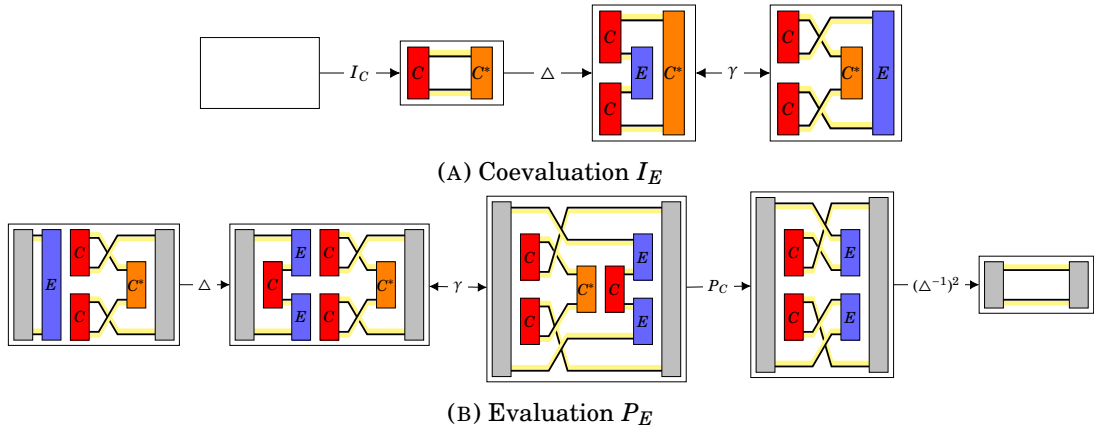 I_C
C C*
△
C E C* C
γ
C C* E C
(A) Coevaluation I_E
E C C* C
△
E C C C* E C
γ
C E C* C C E
P_C
C E C E
(△⁻¹)²
(B) Evaluation P_E